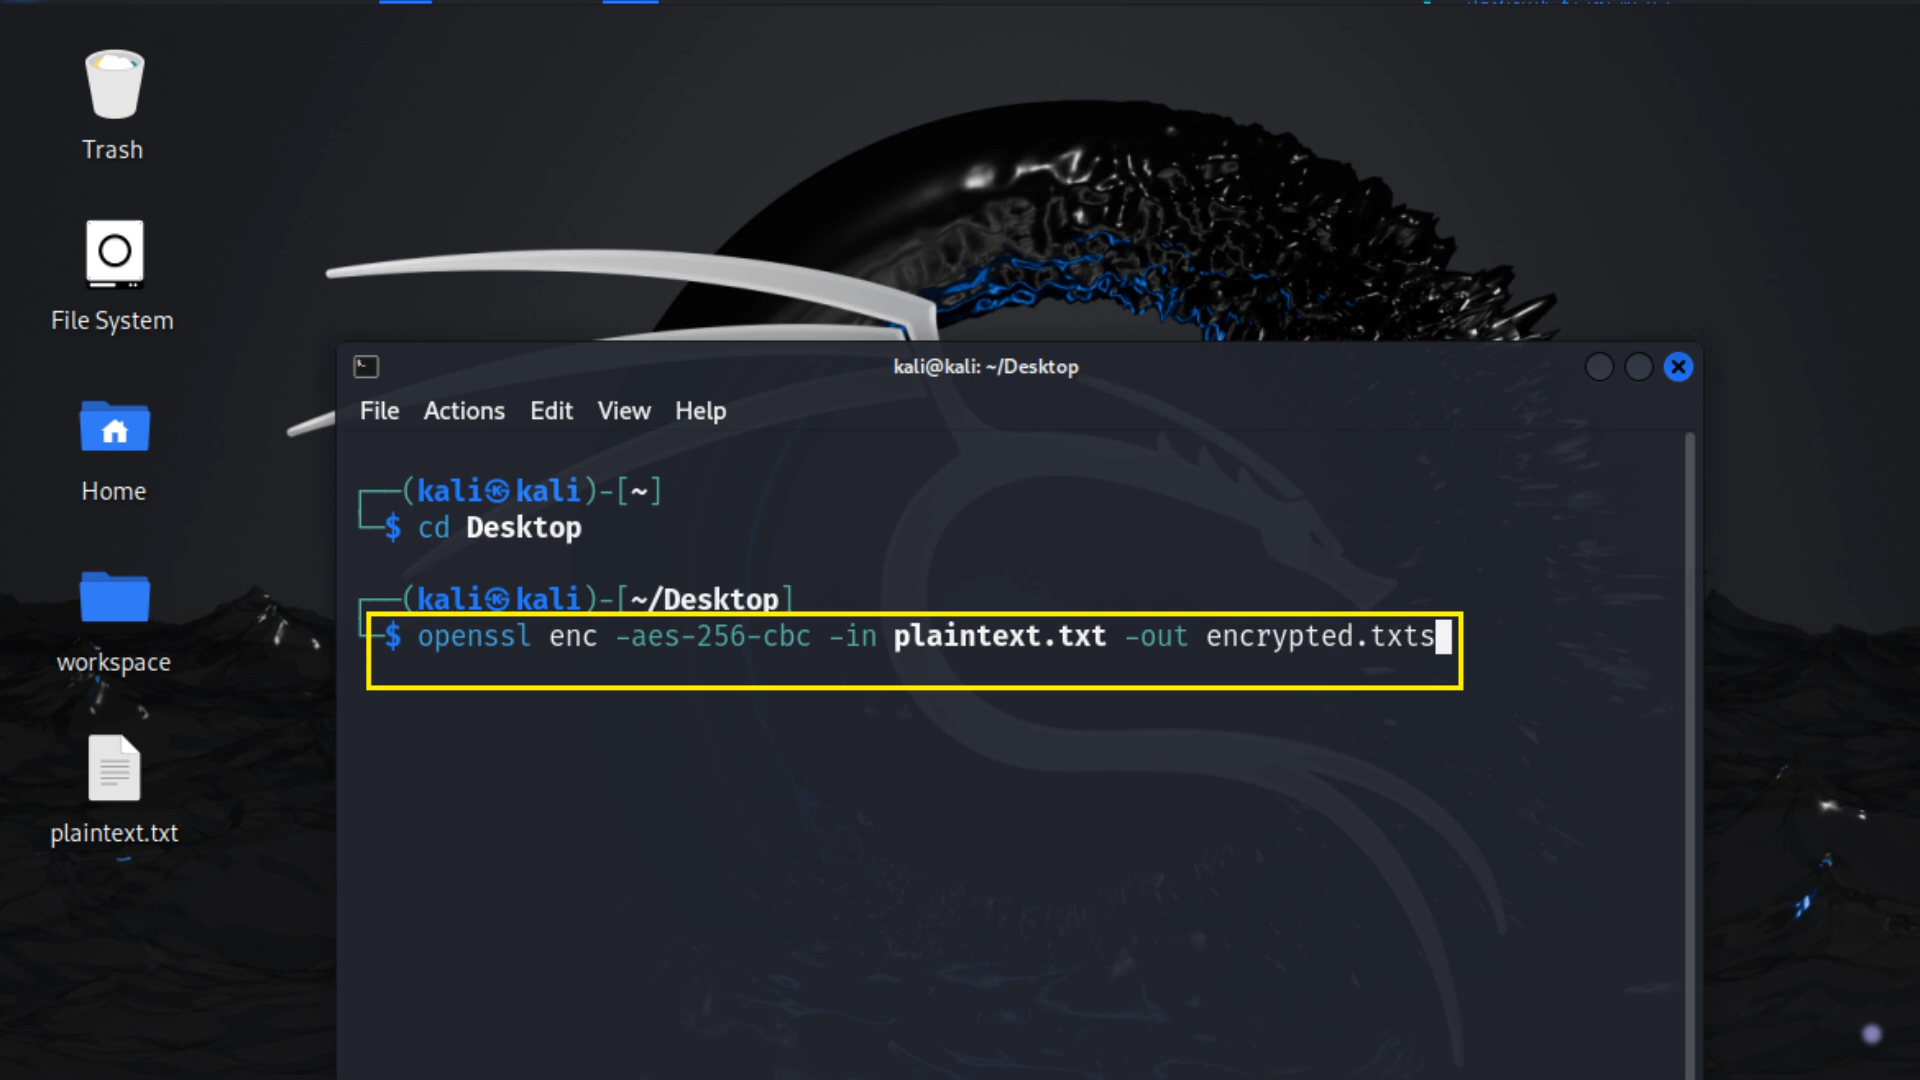 Trash
File System
Home
workspace
plaintext.txt
kali@kali: ~/Desktop
File Actions Edit View Help
┌──(kali㉿kali)-[~]
└─$ cd Desktop
┌──(kali㉿kali)-[~/Desktop]
└─$ openssl enc -aes-256-cbc -in plaintext.txt -out encrypted.txts